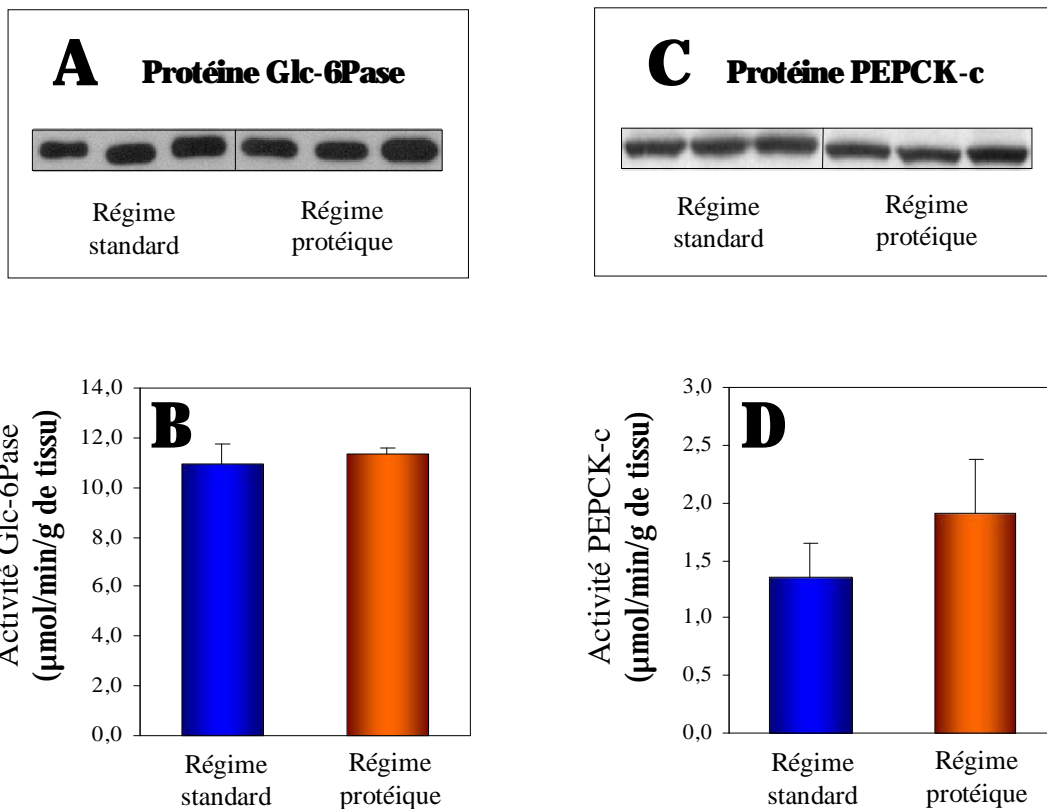 A Protéine Glc-6Pase
Régime
standard
Régime
protéique
C Protéine PEPCK-c
Régime
standard
Régime
protéique
B
Activité Glc-6Pase
(µmol/min/g de tissu)
14,0
12,0
10,0
8,0
6,0
4,0
2,0
0,0
Régime
standard
Régime
protéique
D
Activité PEPCK-c
(µmol/min/g de tissu)
3,0
2,5
2,0
1,5
1,0
0,5
0,0
Régime
standard
Régime
protéique